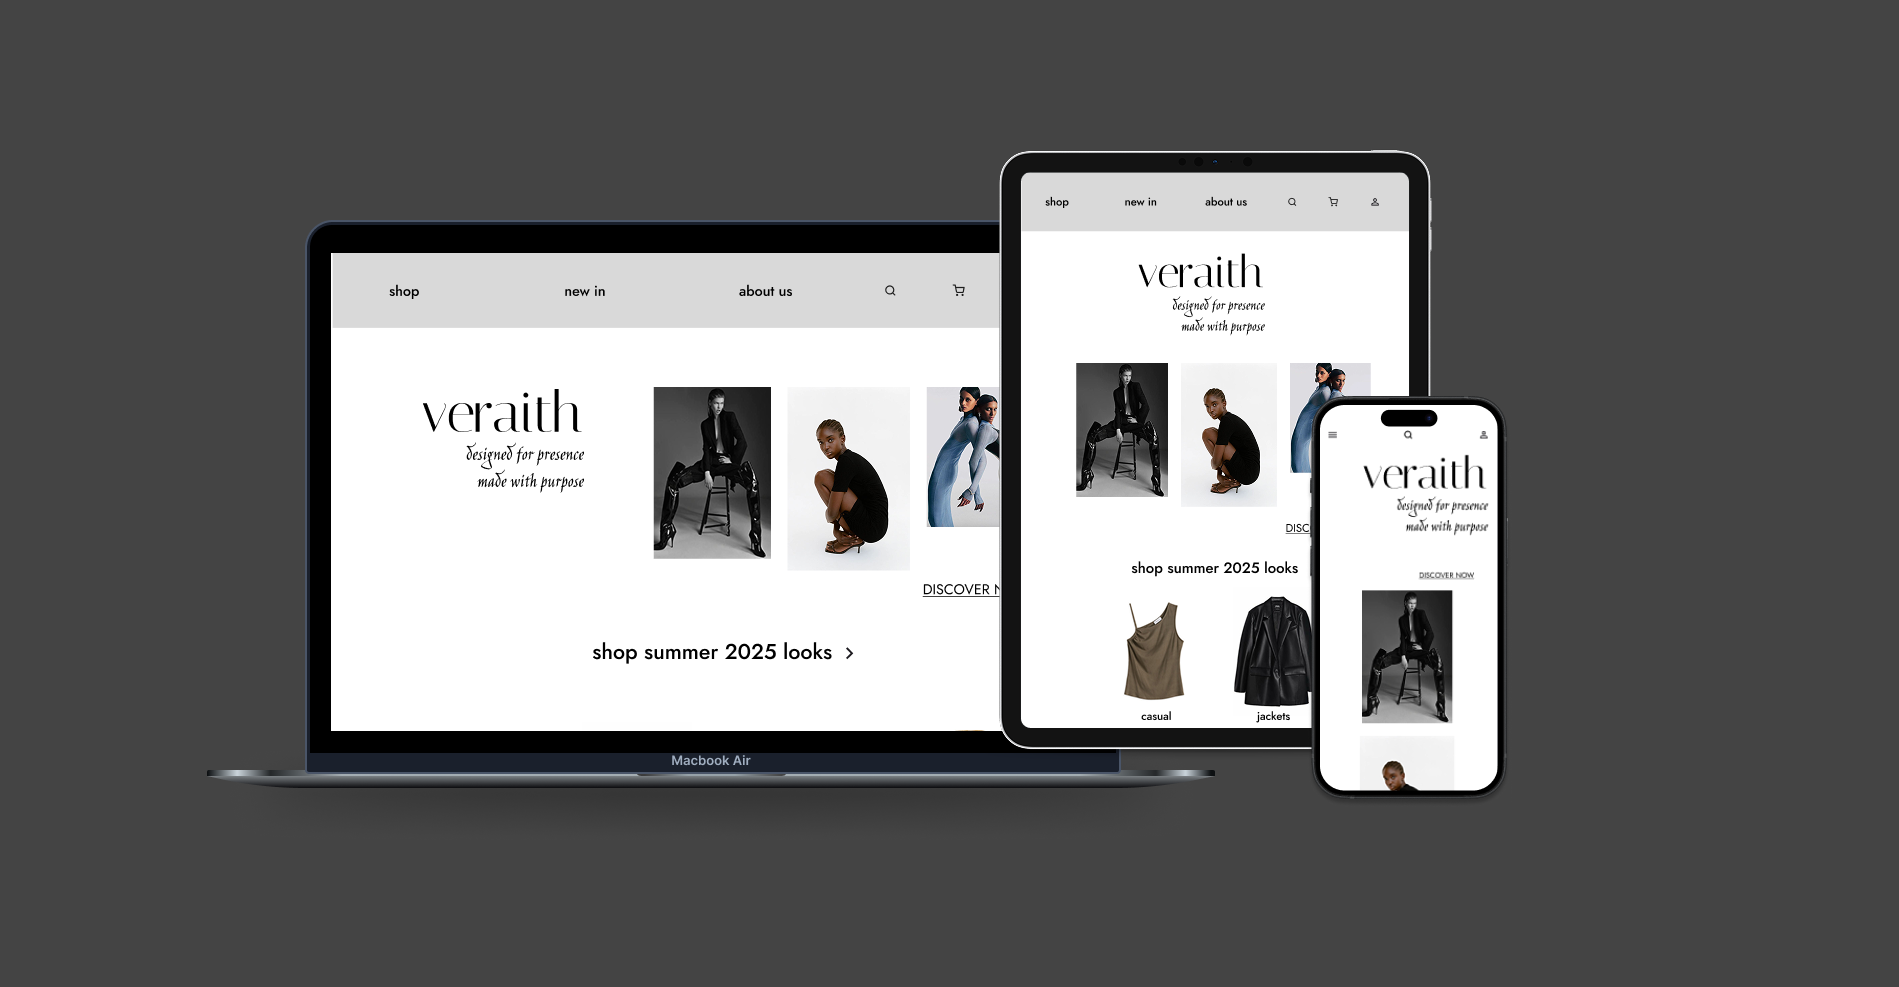 shop new in about us
veraith
designed for presence
made with purpose
DISCOVER
shop summer 2025 looks
Macbook Air
shop new in about us
veraith
designed for presence
made with purpose
shop summer 2025 looks
casual jackets
veraith
designed for presence
made with purpose
DISCOVER NOW